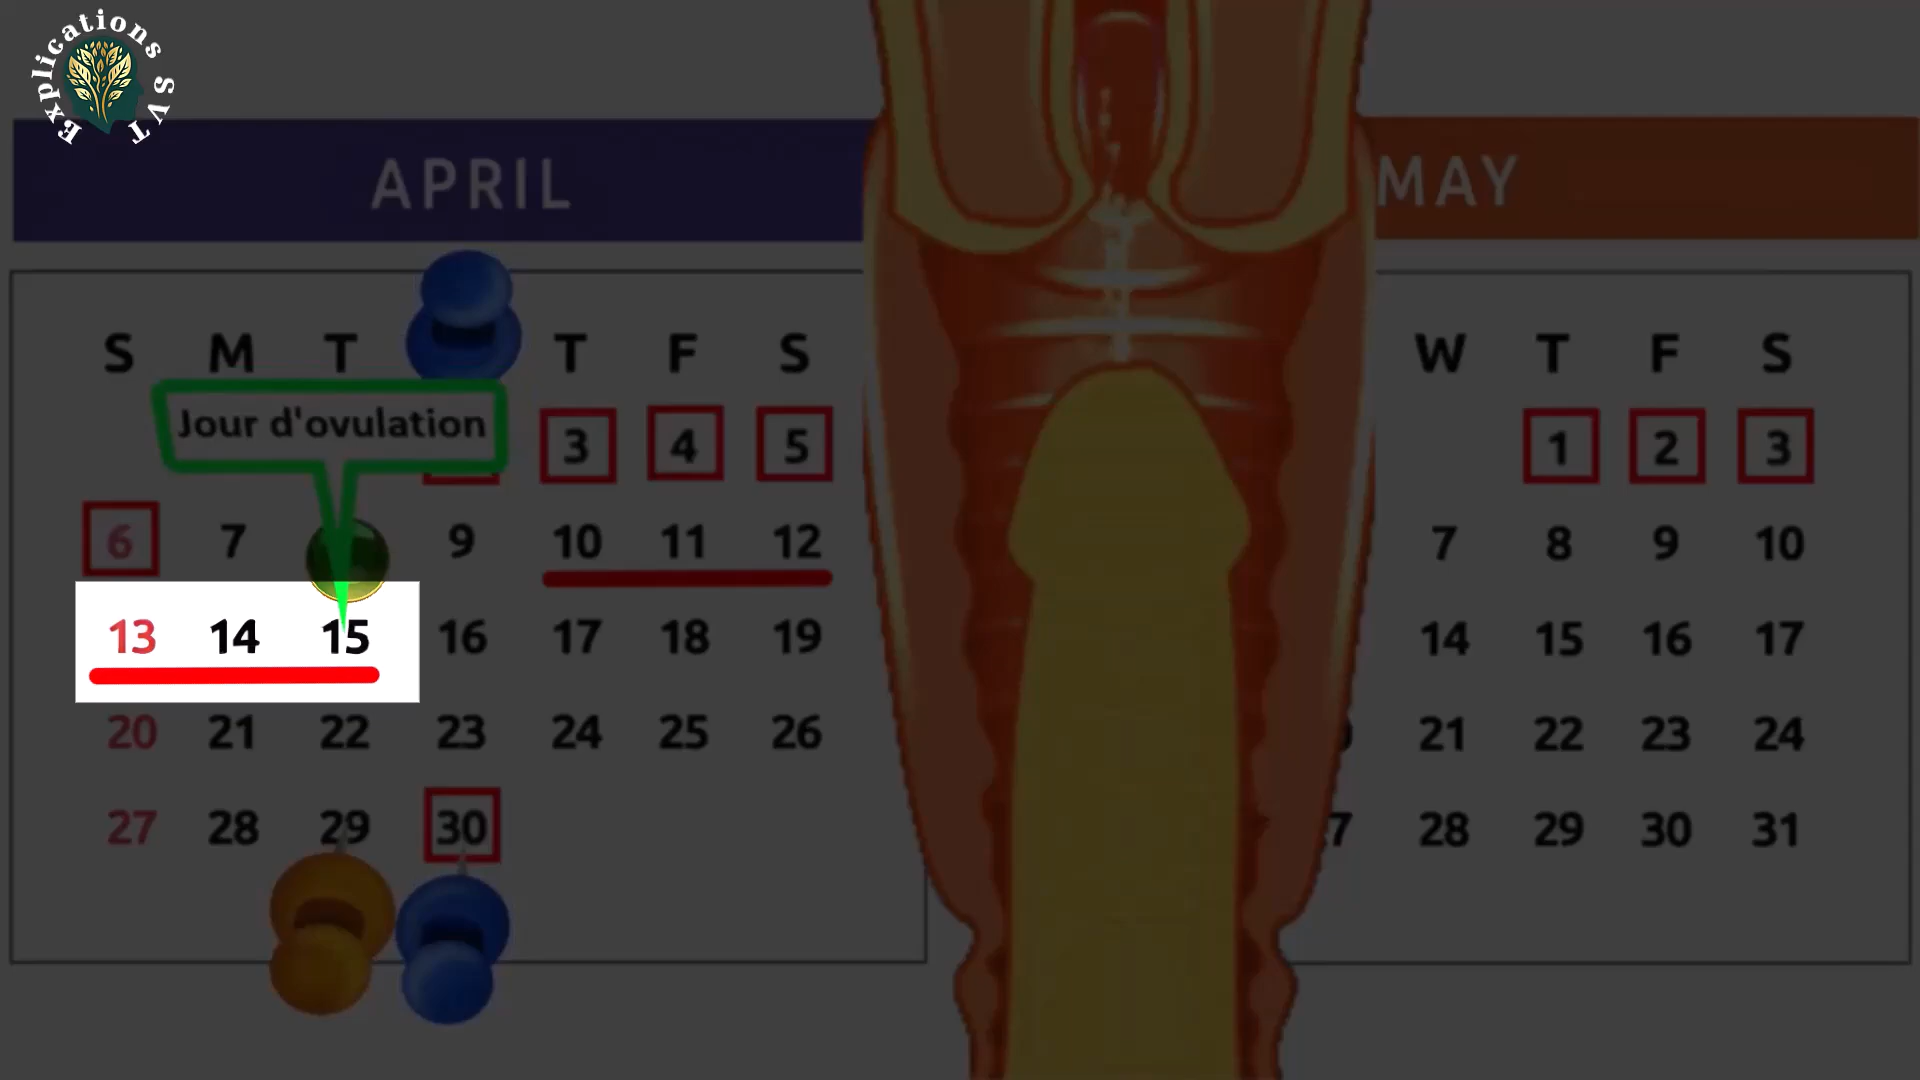 Explications SVT
APRIL
MAY
S M T T F S
W T F S
Jour d'ovulation
3 4 5
1 2 3
6 7 9 10 11 12
7 8 9 10
13 14 15 16 17 18 19
14 15 16 17
20 21 22 23 24 25 26
21 22 23 24
27 28 29 30
7 28 29 30 31